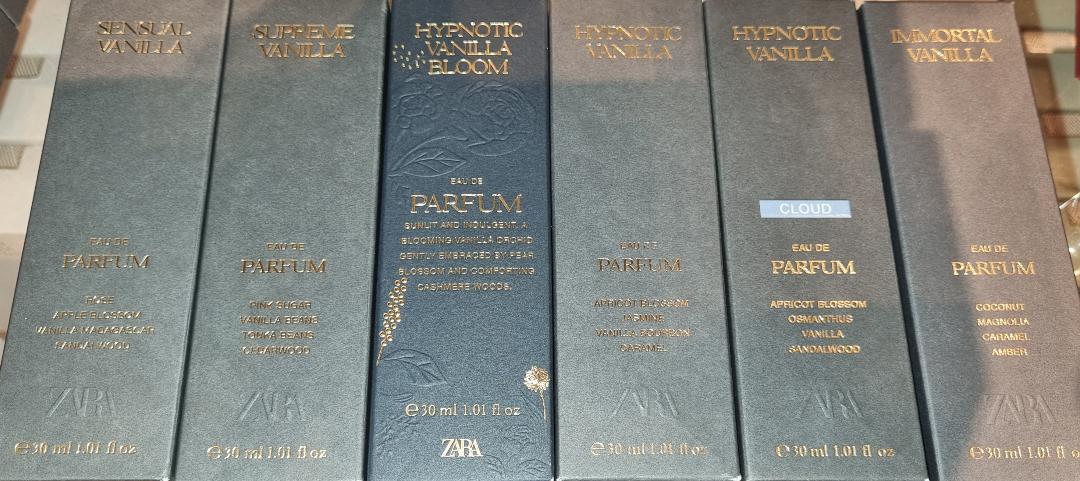 SENSUAL
VANILLA
EAU DE
PARFUM
ROSE
APPLE BLOSSOM
VANILLA MADAGASCAR
SANDALWOOD
ZARA
℮30 ml 1.01 fl oz
SUPREME
VANILLA
EAU DE
PARFUM
PINK SUGAR
VANILLA BEANS
TONKA BEANS
CEDARWOOD
ZARA
℮30 ml 1.01 fl oz
HYPNOTIC
VANILLA
BLOOM
EAU DE
PARFUM
SUNLIT AND INDULGENT, A
BLOOMING VANILLA ORCHID
GENTLY EMBRACED BY PEAR
BLOSSOM AND COMFORTING
CASHMERE WOODS.
℮30 ml 1.01 fl oz
ZARA
HYPNOTIC
VANILLA
EAU DE
PARFUM
APRICOT BLOSSOM
JASMINE
VANILLA BOURBON
CARAMEL
ZARA
℮30 ml 1.01 fl oz
HYPNOTIC
VANILLA
CLOUD
EAU DE
PARFUM
APRICOT BLOSSOM
OSMANTHUS
VANILLA
SANDALWOOD
ZARA
℮30 ml 1.01 fl oz
IMMORTAL
VANILLA
EAU DE
PARFUM
COCONUT
MAGNOLIA
CARAMEL
AMBER
ZARA
℮30 ml 1.01 fl o